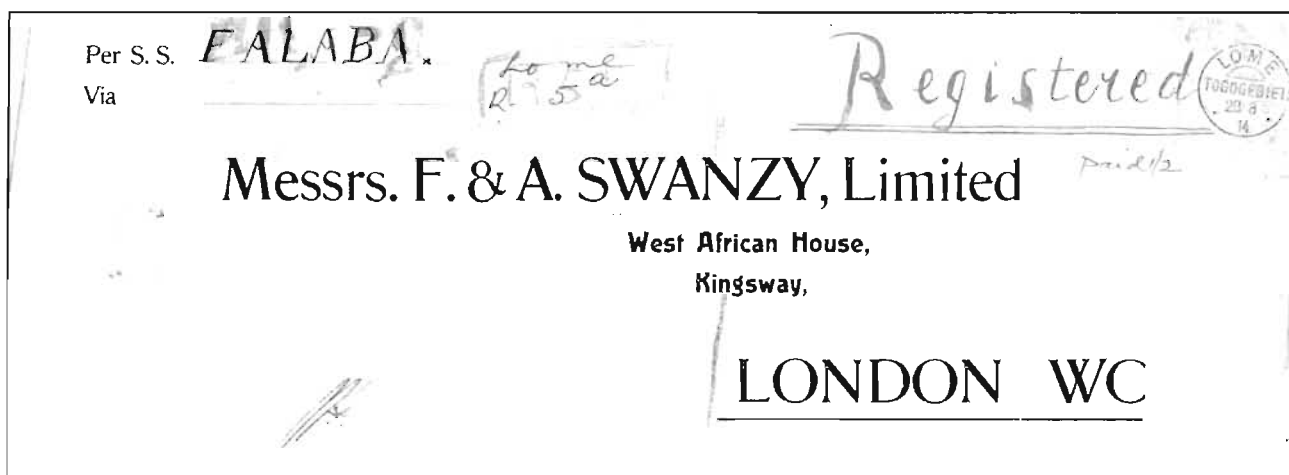 Per S. S. FALABA.
Via
Lome
R 5a
Registered
LOME
TOGOGEBIET
29 8
14
paid 1/2
Messrs. F. & A. SWANZY, Limited
West African House,
Kingsway,
LONDON WC